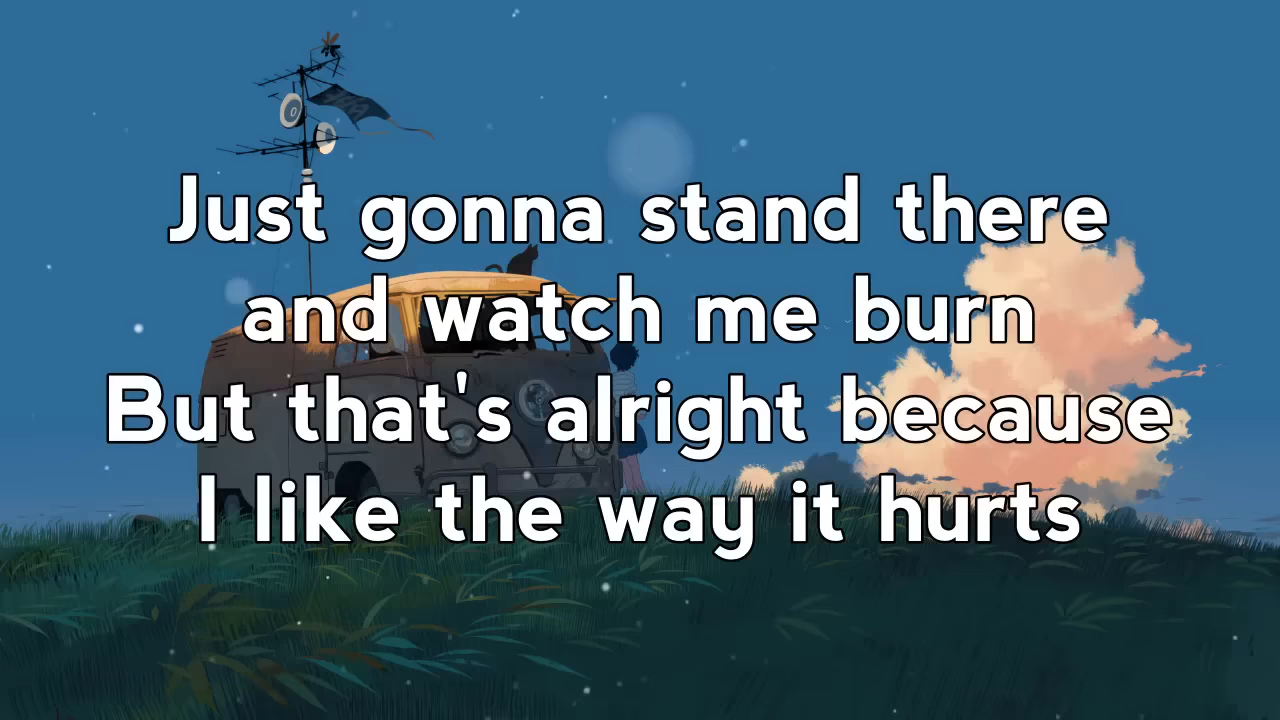 Just gonna stand there
and watch me burn
But that's alright because
I like the way it hurts